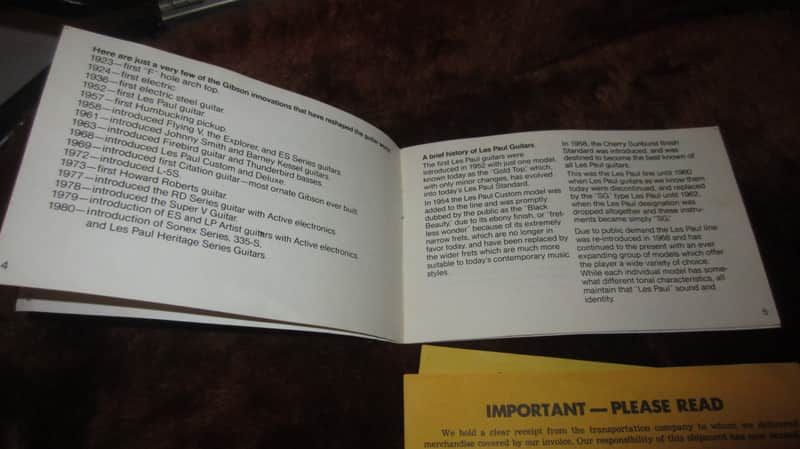 Here are just a very few of the Gibson innovations that have reshaped the guitar world
1923—first "F" hole arch top.
1924—first electric
1936—first electric steel guitar.
1952—first Les Paul guitar.
1957—first Humbucking pickup.
1958—introduced Flying V, the Explorer, and ES Series guitars.
1961—introduced Johnny Smith and Barney Kessel guitars.
1963—introduced Firebird guitar and Thunderbird basses.
1968—introduced Les Paul Custom and Deluxe.
1969—introduced first Citation guitar—most ornate Gibson ever built.
1972—introduced L-5S.
1973—first Howard Roberts guitar
1977—introduced the RD Series guitar with Active electronics
1978—introduced the Super V Guitar.
1979—introduction of ES and LP Artist guitars with Active electronics
1980—introduction of Sonex Series, 335-S,
and Les Paul Heritage Series Guitars.
4
A brief history of Les Paul Guitars.
The first Les Paul guitars were
introduced in 1952 with just one model,
known today as the "Gold Top," which,
with only minor changes, has evolved
into today's Les Paul Standard.
In 1954 the Les Paul Custom model was
added to the line and was promptly
dubbed by the public as the "Black
Beauty," due to its ebony finish, or "fret-
less wonder" because of its extremely
narrow frets, which are no longer in
favor today, and have been replaced by
the wider frets which are much more
suitable to today's contemporary music
styles.
In 1958, the Cherry Sunburst finish
Standard was introduced, and was
destined to become the best known of
all Les Paul guitars.
This was the Les Paul line until 1960
when Les Paul guitars as we know them
today were discontinued, and replaced
by the "SG" type Les Paul until 1962,
when the Les Paul designation was
dropped altogether and these instru-
ments became simply "SG."
Due to public demand the Les Paul line
was re-introduced in 1968 and has
continued to the present with an ever
expanding group of models which offer
the player a wide variety of choice.
While each individual model has some-
what different tonal characteristics, all
maintain that "Les Paul" sound and
identity.
5
IMPORTANT — PLEASE READ
We hold a clear receipt from the transportation company to whom we delivered
merchandise covered by our invoice. Our responsibility of this shipment has now ceased